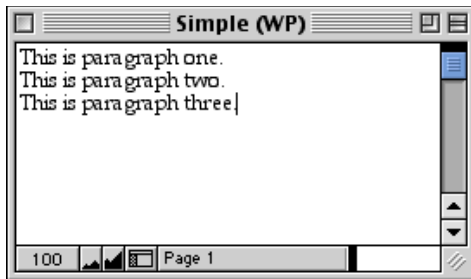 Simple (WP)
This is paragraph one.
This is paragraph two.
This is paragraph three.
100 Page 1